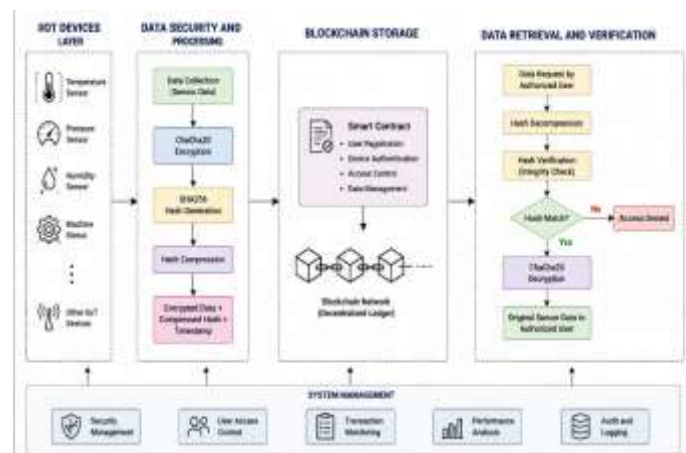 IIOT DEVICES
LAYER
Temperature
Sensor
Pressure
Sensor
Humidity
Sensor
Machine
Status
Other IIoT
Devices
DATA SECURITY AND
PROCESSING
Data Collection
(Sensor Data)
ChaCha20
Encryption
SHA256
Hash Generation
Hash Compression
Encrypted Data +
Compressed Hash +
Timestamp
BLOCKCHAIN STORAGE
Smart Contract
• User Registration
• Device Authentication
• Access Control
• Data Management
Blockchain Network
(Decentralized Ledger)
DATA RETRIEVAL AND VERIFICATION
Data Request by
Authorized User
Hash Decompression
Hash Verification
(Integrity Check)
Hash Match?
No
Access Denied
Yes
ChaCha20
Decryption
Original Sensor Data to
Authorized User
SYSTEM MANAGEMENT
Security
Management
User Access
Control
Transaction
Monitoring
Performance
Analysis
Audit and
Logging